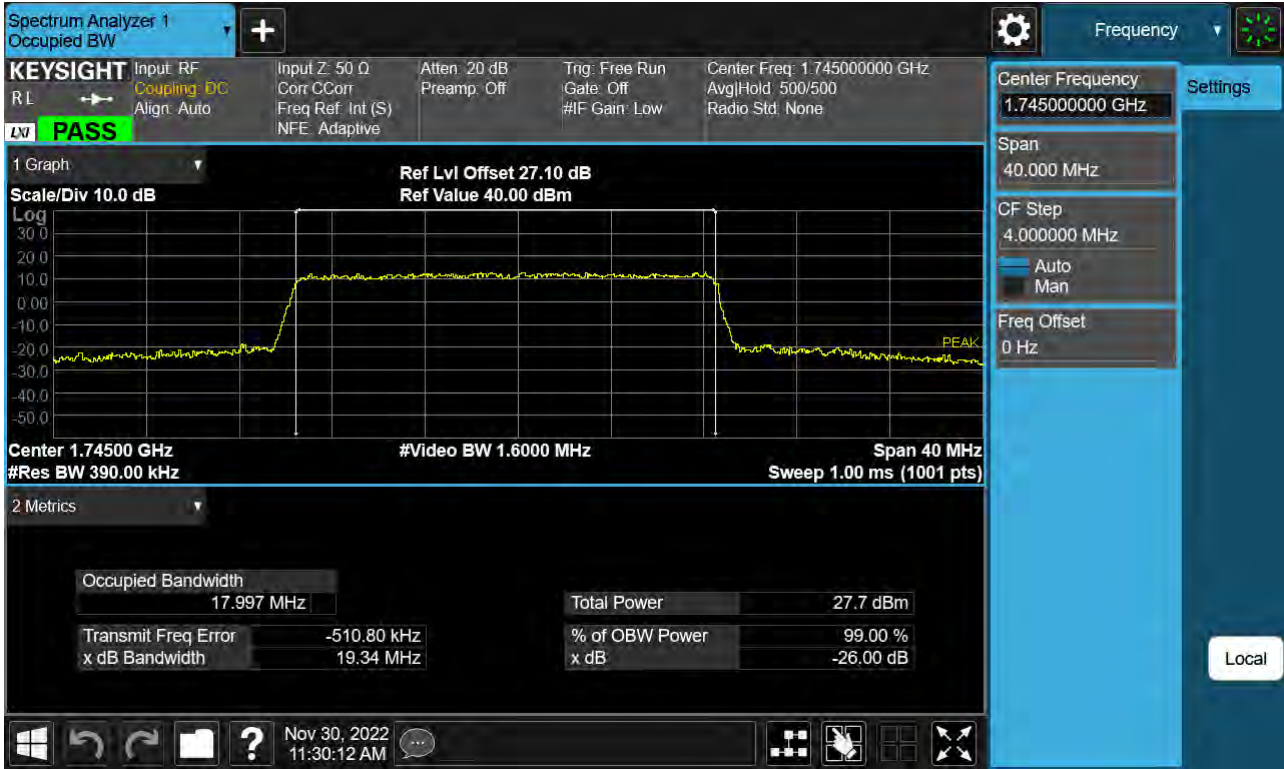 Spectrum Analyzer 1
Occupied BW
+
Frequency
KEYSIGHT
RL
LXI
PASS
Input: RF
Coupling: DC
Align: Auto
Input Z: 50 Ω
Corr CCorr
Freq Ref: Int (S)
NFE: Adaptive
Atten: 20 dB
Preamp: Off
Trig: Free Run
Gate: Off
#IF Gain: Low
Center Freq: 1.745000000 GHz
Avg|Hold: 500/500
Radio Std: None
1 Graph
Scale/Div 10.0 dB
Ref Lvl Offset 27.10 dB
Ref Value 40.00 dBm
Log
30.0
20.0
10.0
0.00
-10.0
-20.0
-30.0
-40.0
-50.0
PEAK
Center 1.74500 GHz
#Video BW 1.6000 MHz
Span 40 MHz
#Res BW 390.00 kHz
Sweep 1.00 ms (1001 pts)
2 Metrics
Occupied Bandwidth
17.997 MHz
Total Power 27.7 dBm
Transmit Freq Error -510.80 kHz
% of OBW Power 99.00 %
x dB Bandwidth 19.34 MHz
x dB -26.00 dB
Center Frequency
1.745000000 GHz
Settings
Span
40.000 MHz
CF Step
4.000000 MHz
Auto
Man
Freq Offset
0 Hz
Local
?
Nov 30, 2022
11:30:12 AM